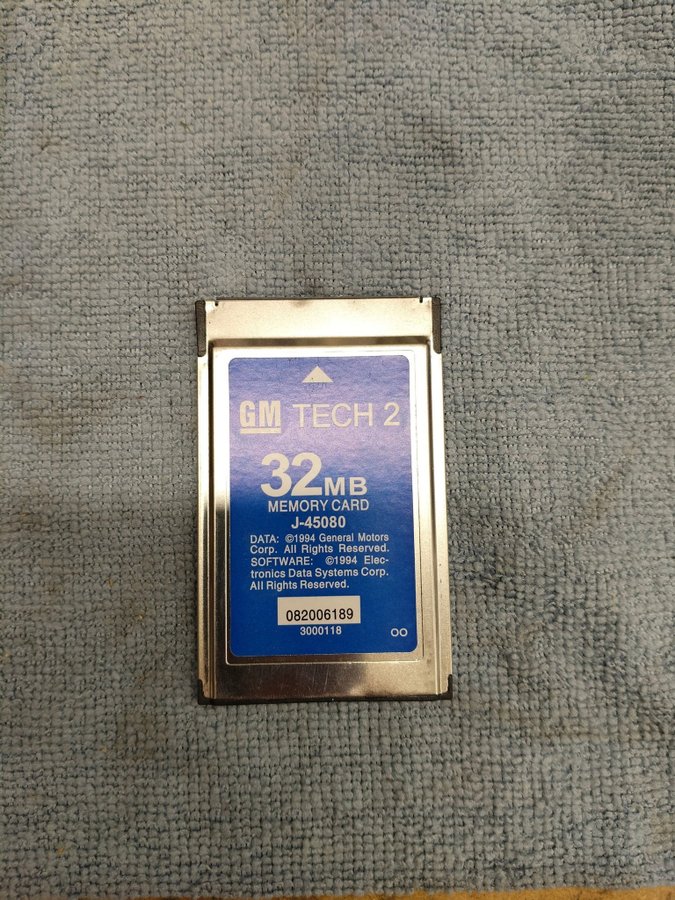 GM TECH 2
32MB
MEMORY CARD
J-45080
DATA: ©1994 General Motors
Corp. All Rights Reserved.
SOFTWARE: ©1994 Elec-
tronics Data Systems Corp.
All Rights Reserved.
082006189
3000118 OO